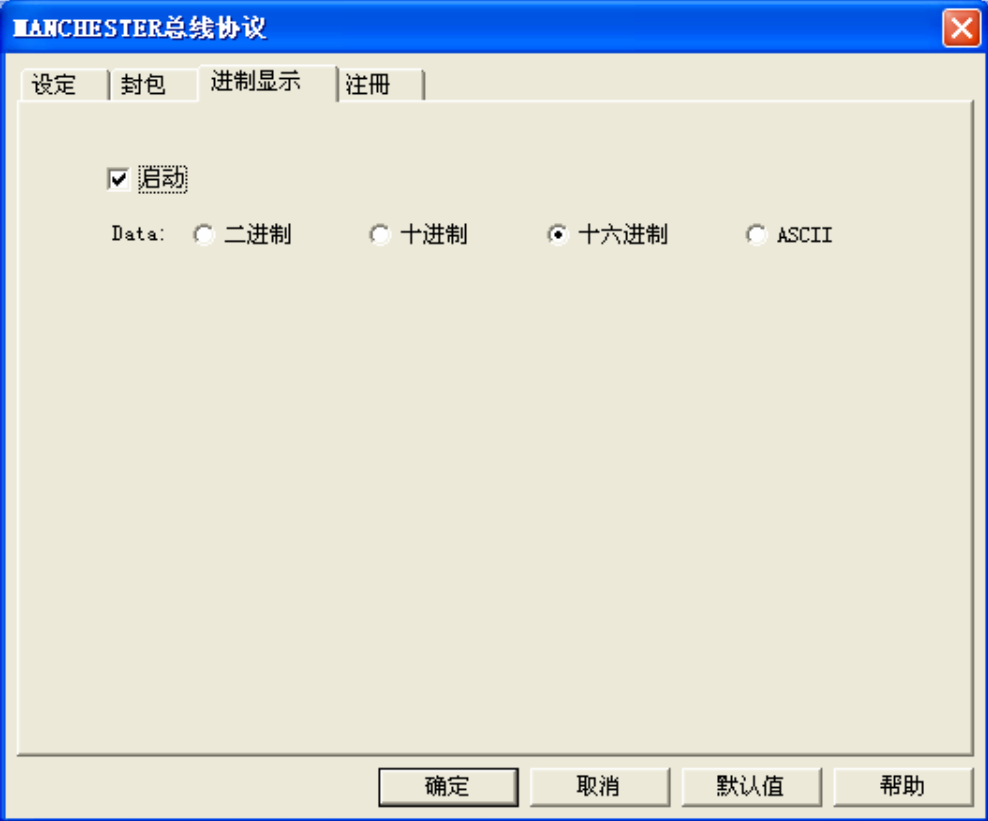 MANCHESTER总线协议
设定 封包 进制显示 注册
启动
Data: 二进制 十进制 十六进制 ASCII
确定 取消 默认值 帮助